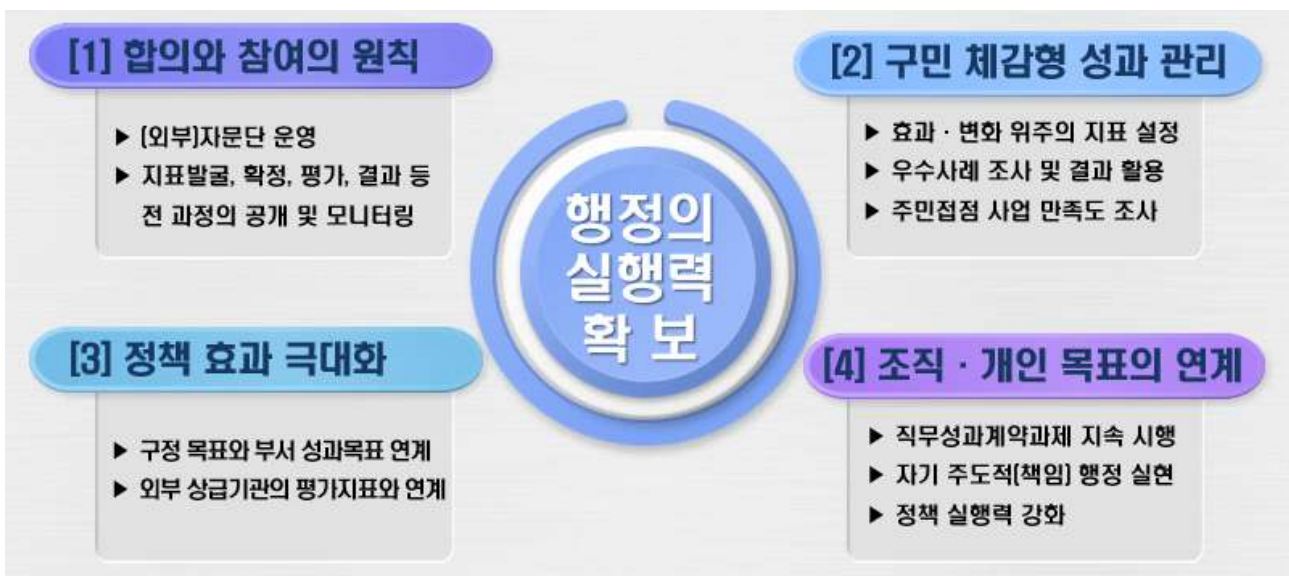 [1] 합의와 참여의 원칙
▶ (외부)자문단 운영
▶ 지표발굴, 확정, 평가, 결과 등
전 과정의 공개 및 모니터링
[2] 구민 체감형 성과 관리
▶ 효과 · 변화 위주의 지표 설정
▶ 우수사례 조사 및 결과 활용
▶ 주민접점 사업 만족도 조사
행정의
실행력
확 보
[3] 정책 효과 극대화
▶ 구정 목표와 부서 성과목표 연계
▶ 외부 상급기관의 평가지표와 연계
[4] 조직 · 개인 목표의 연계
▶ 직무성과계약과제 지속 시행
▶ 자기 주도적(책임) 행정 실현
▶ 정책 실행력 강화